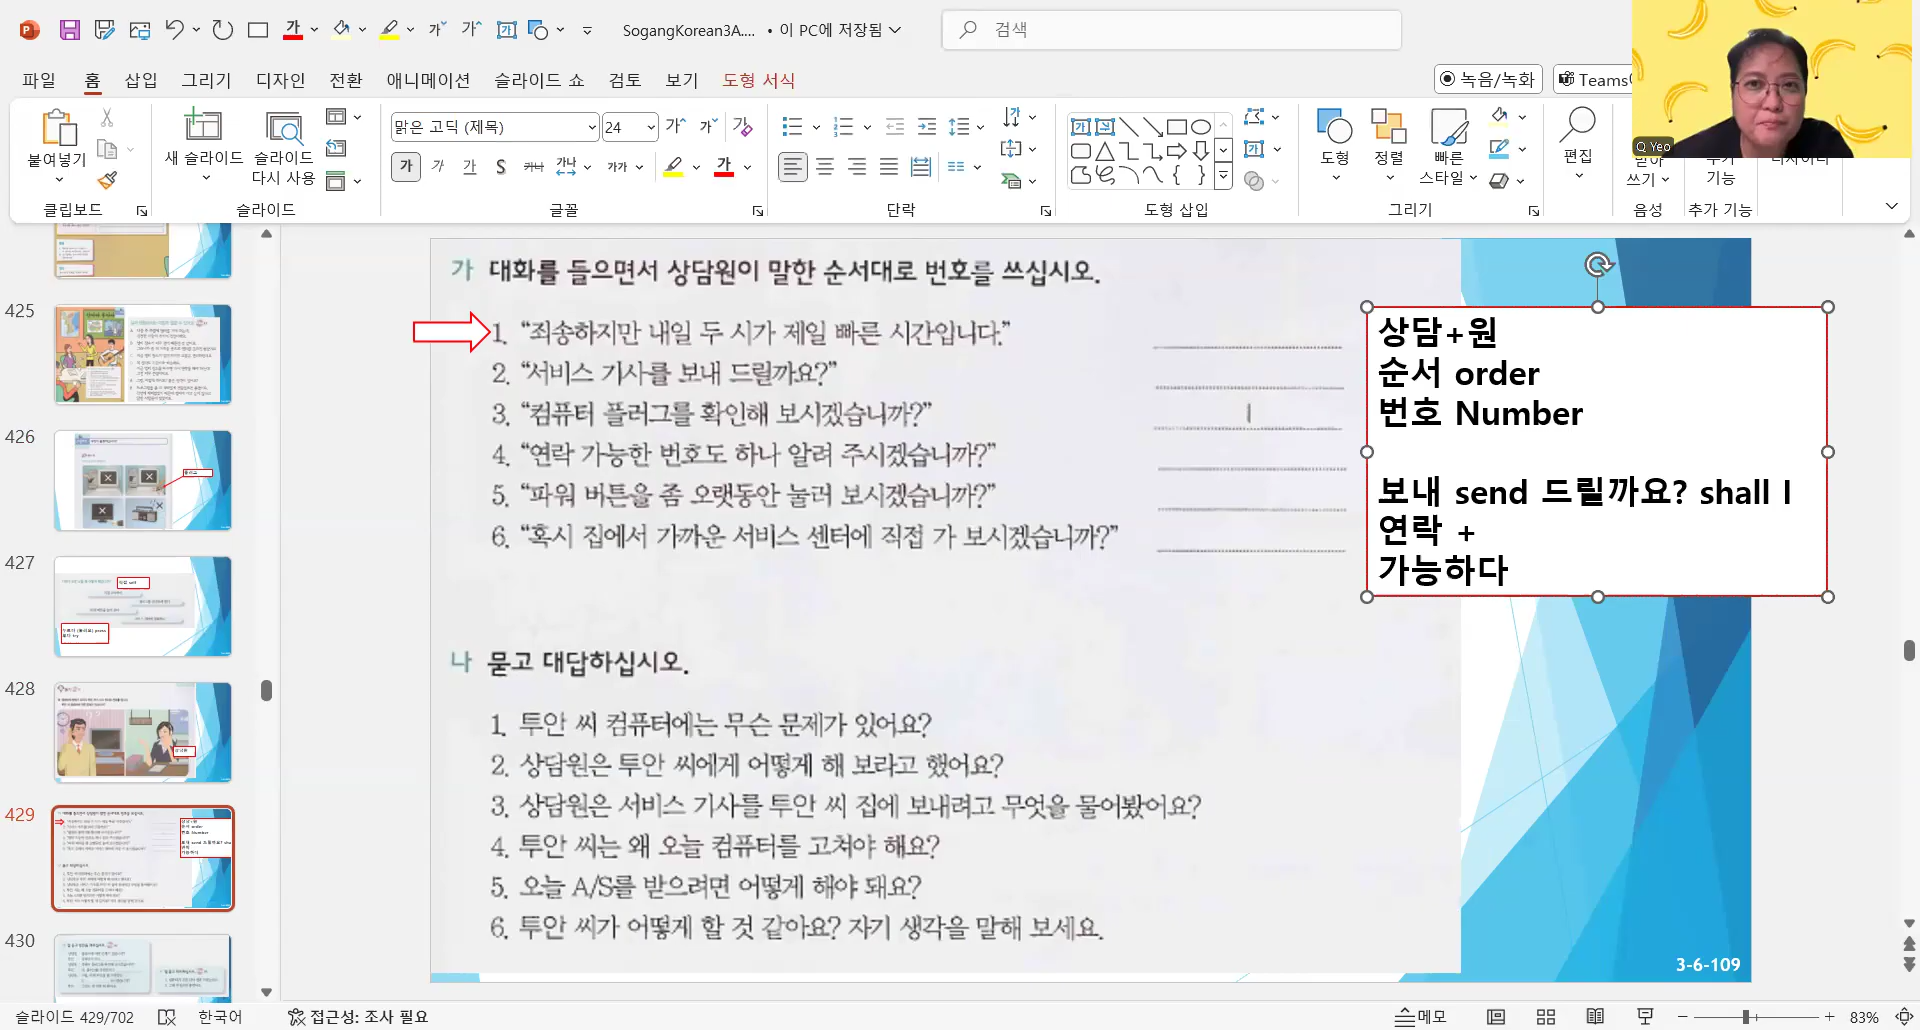 SogangKorean3A.... • 이 PC에 저장됨
검색
파일 홈 삽입 그리기 디자인 전환 애니메이션 슬라이드 쇼 검토 보기 도형 서식
녹음/녹화
Teams
Q Yeo
붙여넣기
새 슬라이드
슬라이드 다시 사용
맑은 고딕 (제목) 24
도형 정렬 빠른 스타일 편집
쓰기 기능
클립보드 슬라이드 글꼴 단락 도형 삽입 그리기 음성 추가 기능
425
426
427
428
429
430
가 대화를 들으면서 상담원이 말한 순서대로 번호를 쓰십시오.
1. “죄송하지만 내일 두 시가 제일 빠른 시간입니다.”
2. “서비스 기사를 보내 드릴까요?”
3. “컴퓨터 플러그를 확인해 보시겠습니까?” 1
4. “연락 가능한 번호도 하나 알려 주시겠습니까?”
5. “파워 버튼을 좀 오랫동안 눌러 보시겠습니까?”
6. “혹시 집에서 가까운 서비스 센터에 직접 가 보시겠습니까?”
상담+원
순서 order
번호 Number
보내 send 드릴까요? shall I
연락 +
가능하다
나 묻고 대답하십시오.
1. 투안 씨 컴퓨터에는 무슨 문제가 있어요?
2. 상담원은 투안 씨에게 어떻게 해 보라고 했어요?
3. 상담원은 서비스 기사를 투안 씨 집에 보내려고 무엇을 물어봤어요?
4. 투안 씨는 왜 오늘 컴퓨터를 고쳐야 해요?
5. 오늘 A/S를 받으려면 어떻게 해야 돼요?
6. 투안 씨가 어떻게 할 것 같아요? 자기 생각을 말해 보세요.
3-6-109
슬라이드 429/702 한국어 접근성: 조사 필요 메모 83%